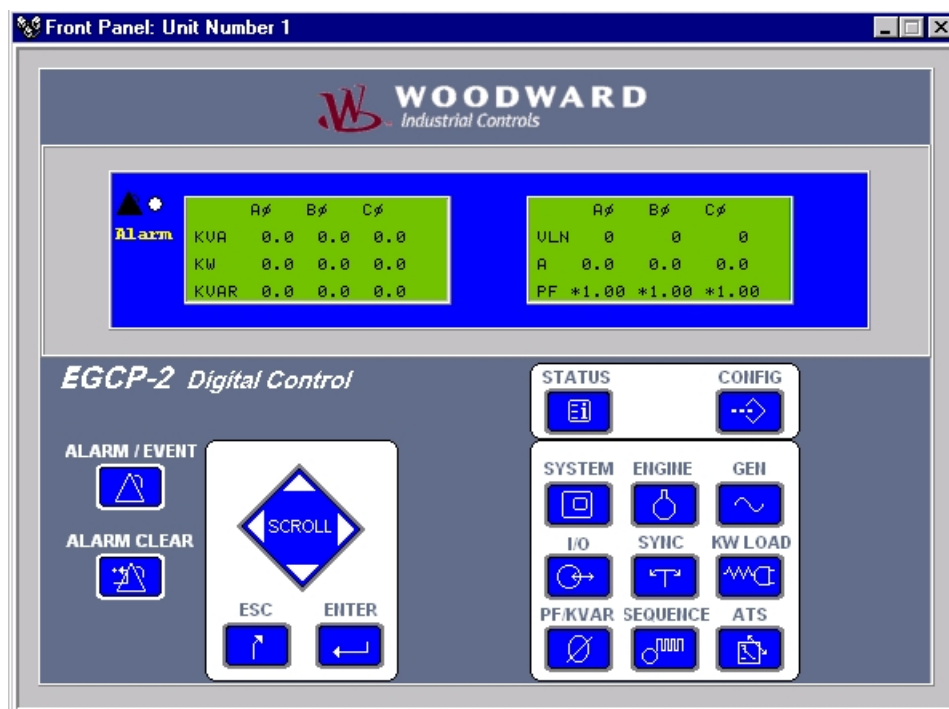 Front Panel: Unit Number 1
WOODWARD
Industrial Controls
Alarm
AØ BØ CØ
KVA 0.0 0.0 0.0
KW 0.0 0.0 0.0
KVAR 0.0 0.0 0.0
AØ BØ CØ
VLN 0 0 0
A 0.0 0.0 0.0
PF *1.00 *1.00 *1.00
EGCP-2 Digital Control
STATUS CONFIG
ALARM / EVENT
ALARM CLEAR
SCROLL
ESC ENTER
SYSTEM ENGINE GEN
I/O SYNC KW LOAD
PF/KVAR SEQUENCE ATS